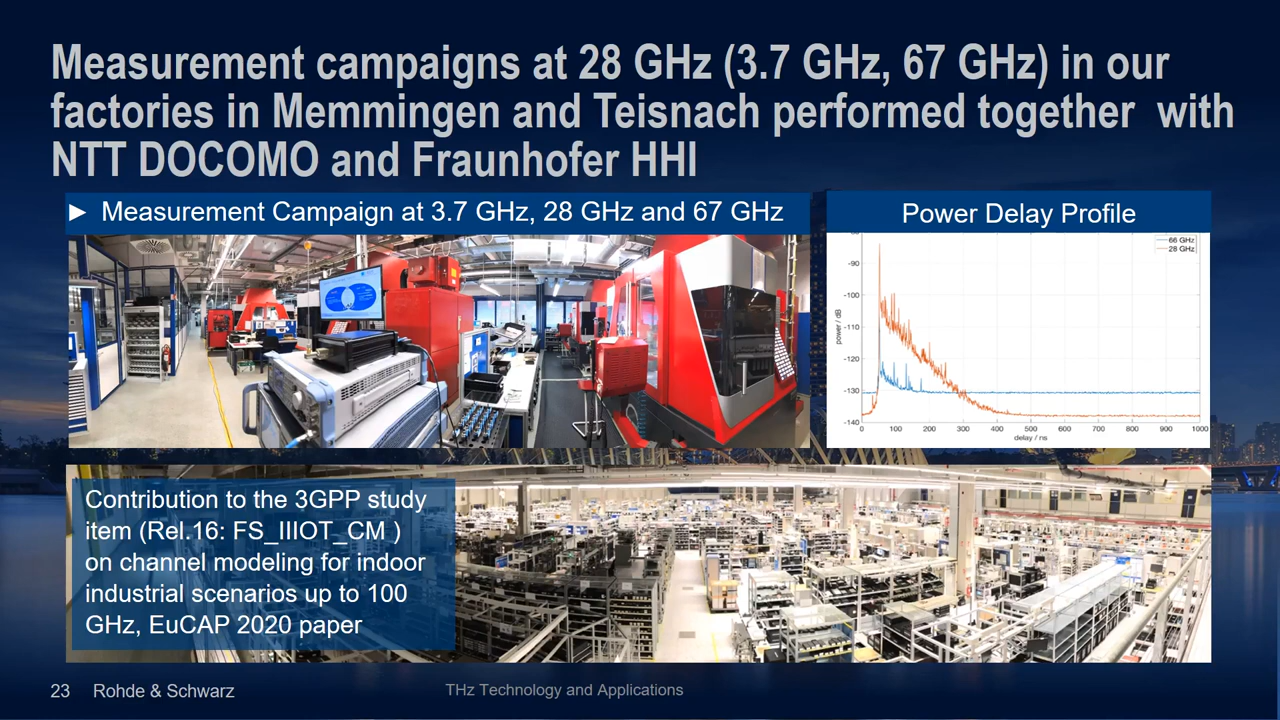 Measurement campaigns at 28 GHz (3.7 GHz, 67 GHz) in our
factories in Memmingen and Teisnach performed together with
NTT DOCOMO and Fraunhofer HHI
► Measurement Campaign at 3.7 GHz, 28 GHz and 67 GHz
Power Delay Profile
66 GHz
28 GHz
-90
-100
-110
-120
-130
-140
power / dB
0 100 200 300 400 500 600 700 800 900 1000
delay / ns
Contribution to the 3GPP study
item (Rel.16: FS_IIIOT_CM )
on channel modeling for indoor
industrial scenarios up to 100
GHz, EuCAP 2020 paper
23 Rohde & Schwarz
THz Technology and Applications